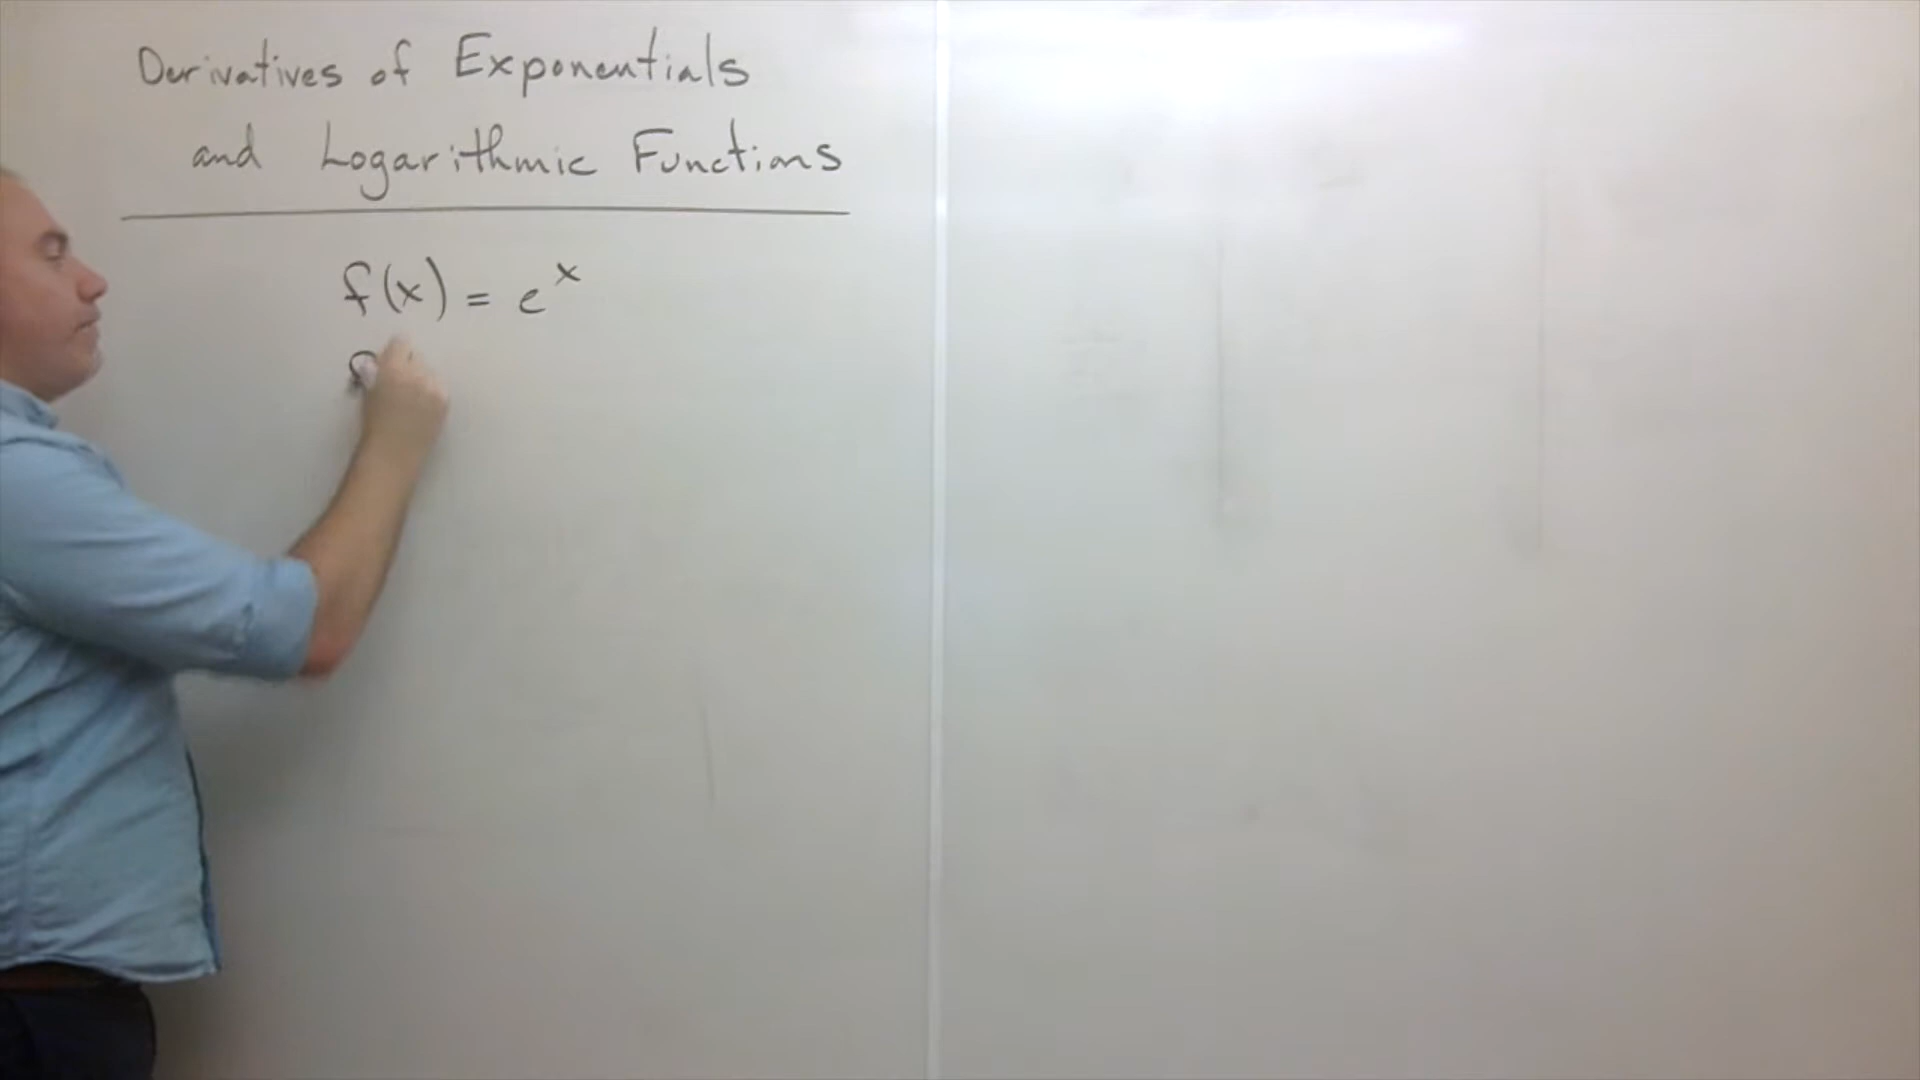 Derivatives of Exponentials
and Logarithmic Functions
f(x) = e^x
f